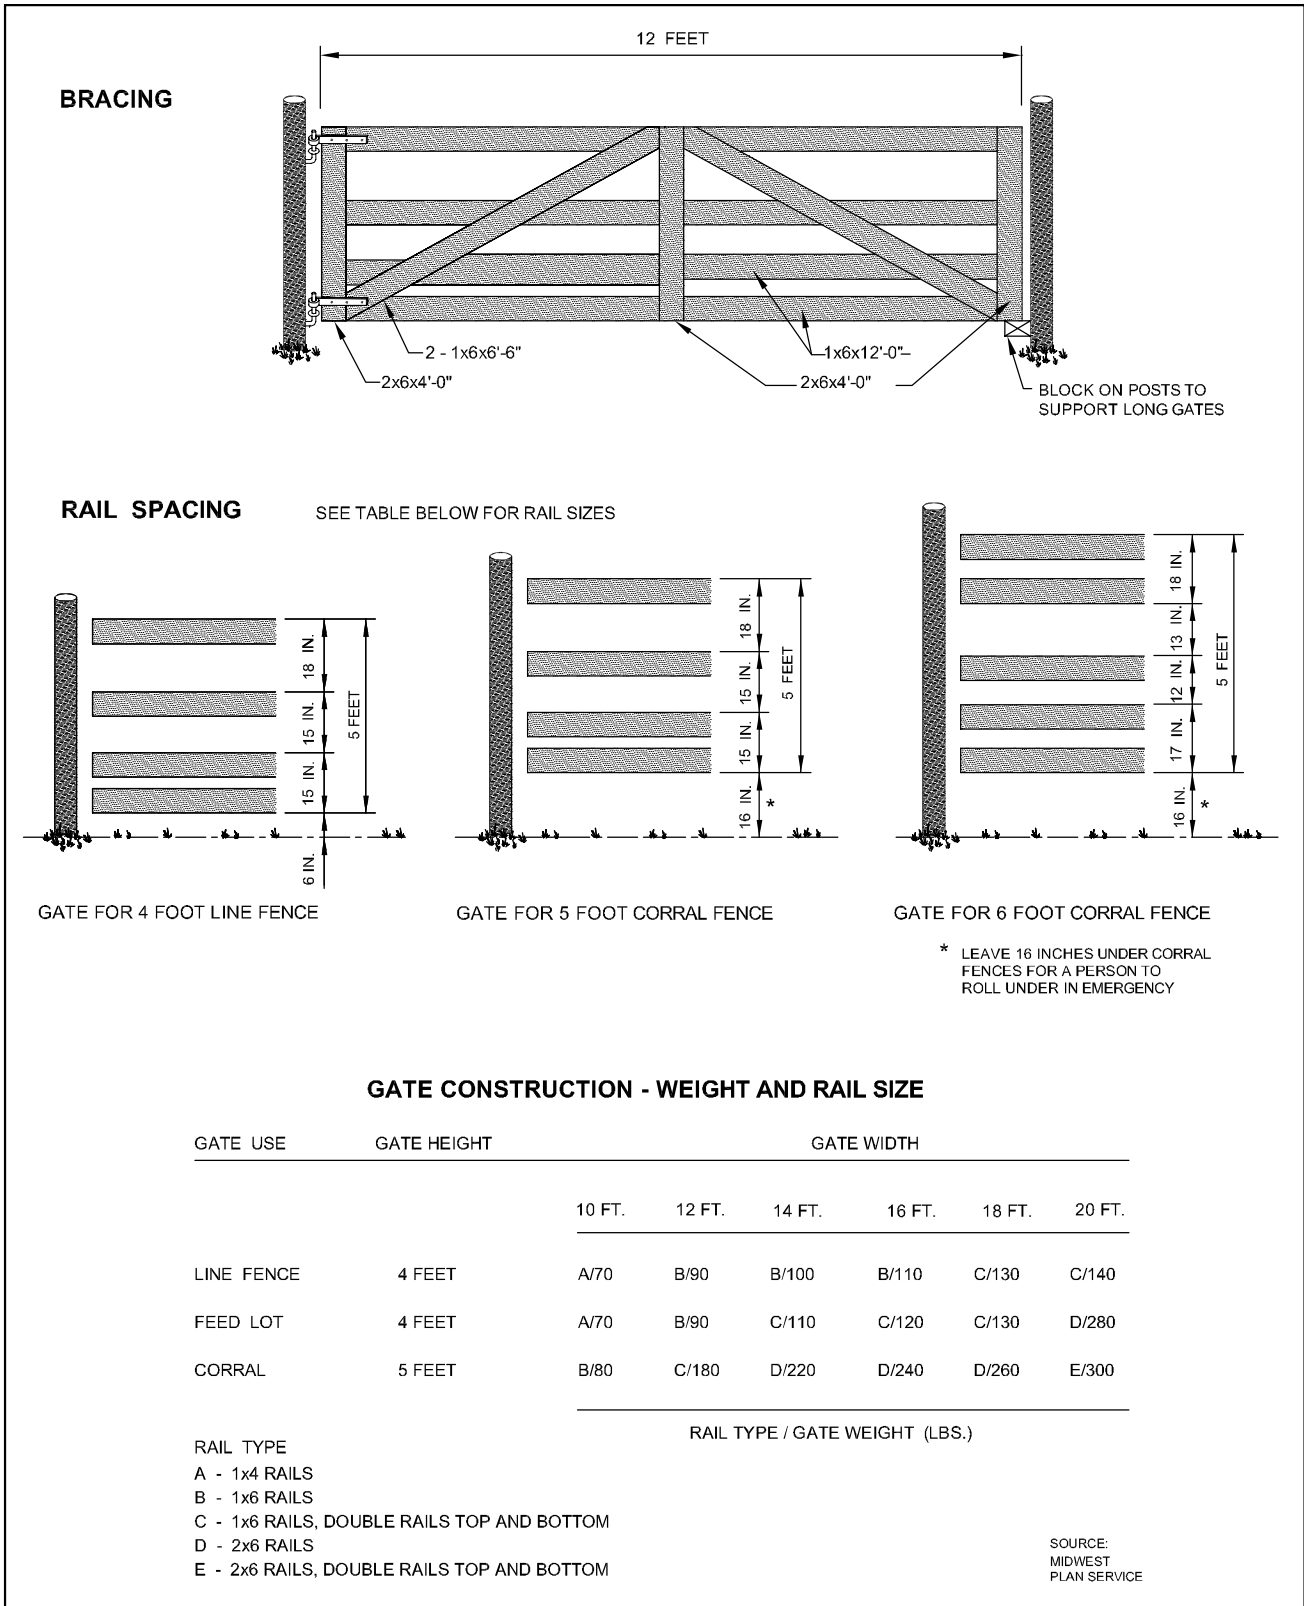 12 FEET
BRACING
2 - 1x6x6'-6"
1x6x12'-0"
2x6x4'-0"
2x6x4'-0"
BLOCK ON POSTS TO
SUPPORT LONG GATES
RAIL SPACING
SEE TABLE BELOW FOR RAIL SIZES
18 IN.
15 IN.
15 IN.
6 IN.
5 FEET
18 IN.
15 IN.
15 IN.
16 IN. *
5 FEET
18 IN.
13 IN.
12 IN.
17 IN.
16 IN. *
5 FEET
GATE FOR 4 FOOT LINE FENCE
GATE FOR 5 FOOT CORRAL FENCE
GATE FOR 6 FOOT CORRAL FENCE
* LEAVE 16 INCHES UNDER CORRAL
FENCES FOR A PERSON TO
ROLL UNDER IN EMERGENCY
GATE CONSTRUCTION - WEIGHT AND RAIL SIZE
GATE USE GATE HEIGHT GATE WIDTH
10 FT. 12 FT. 14 FT. 16 FT. 18 FT. 20 FT.
LINE FENCE 4 FEET A/70 B/90 B/100 B/110 C/130 C/140
FEED LOT 4 FEET A/70 B/90 C/110 C/120 C/130 D/280
CORRAL 5 FEET B/80 C/180 D/220 D/240 D/260 E/300
RAIL TYPE / GATE WEIGHT (LBS.)
RAIL TYPE
A - 1x4 RAILS
B - 1x6 RAILS
C - 1x6 RAILS, DOUBLE RAILS TOP AND BOTTOM
D - 2x6 RAILS
E - 2x6 RAILS, DOUBLE RAILS TOP AND BOTTOM
SOURCE:
MIDWEST
PLAN SERVICE